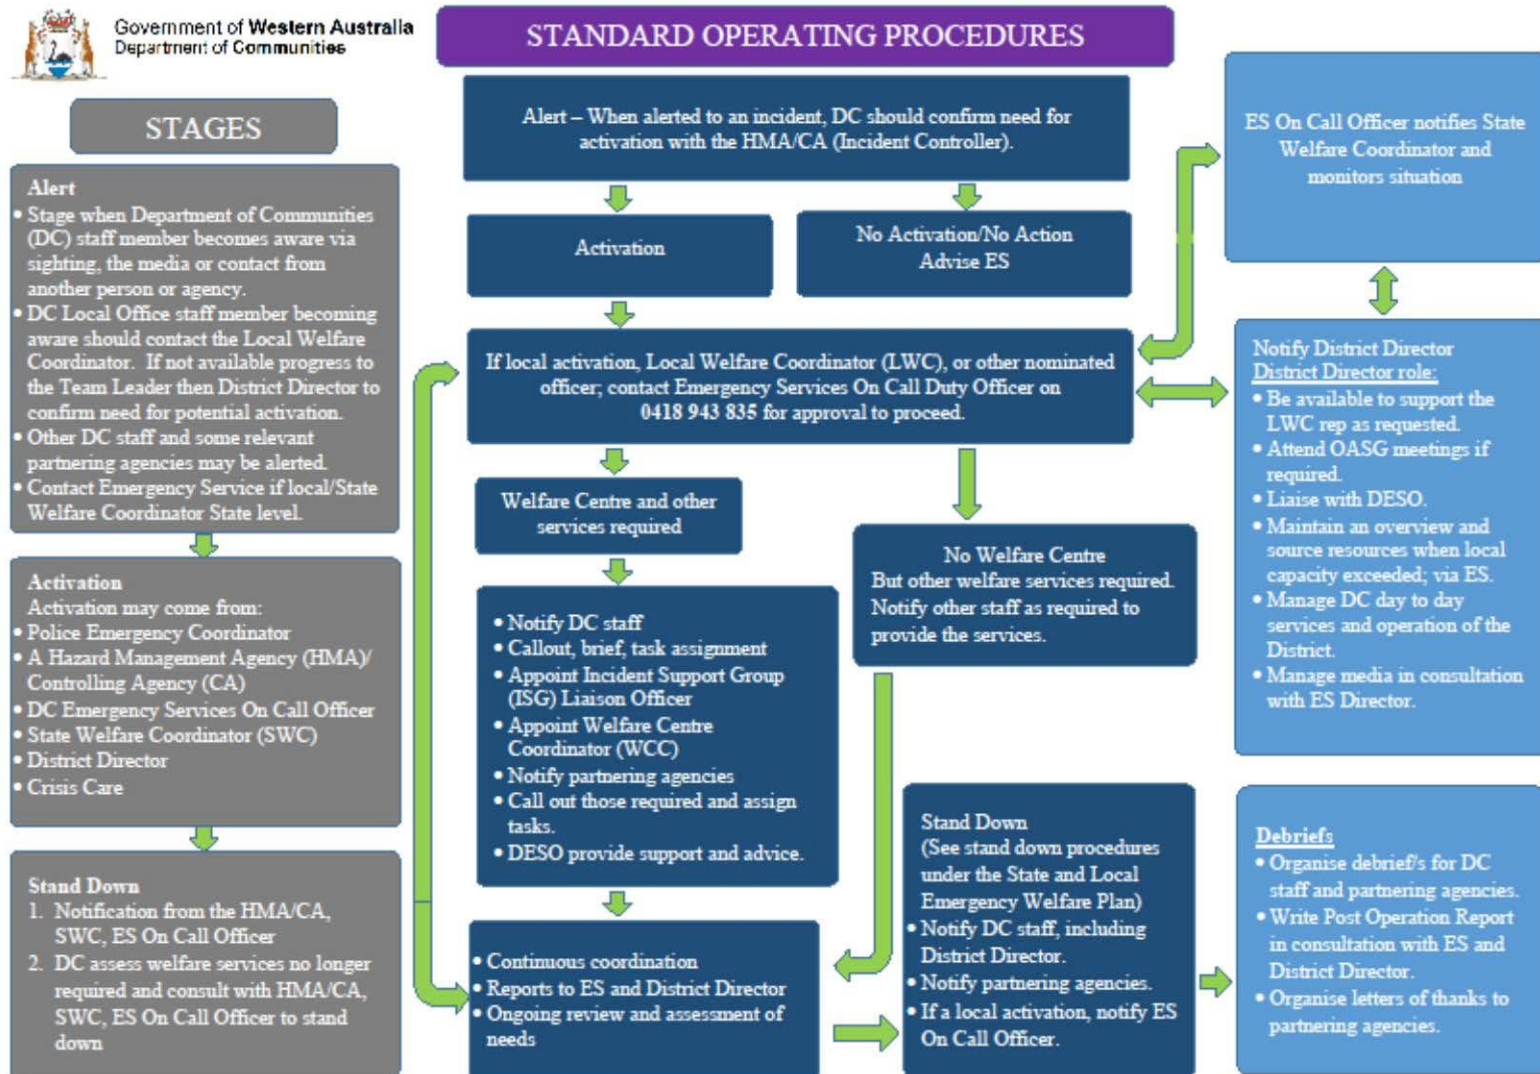 Government of Western Australia
Department of Communities
STANDARD OPERATING PROCEDURES
STAGES
Alert
• Stage when Department of Communities
(DC) staff member becomes aware via
sighting, the media or contact from
another person or agency.
• DC Local Office staff member becoming
aware should contact the Local Welfare
Coordinator. If not available progress to
the Team Leader then District Director to
confirm need for potential activation.
• Other DC staff and some relevant
partnering agencies may be alerted.
• Contact Emergency Service if local/State
Welfare Coordinator State level.
Activation
Activation may come from:
• Police Emergency Coordinator
• A Hazard Management Agency (HMA)/
Controlling Agency (CA)
• DC Emergency Services On Call Officer
• State Welfare Coordinator (SWC)
• District Director
• Crisis Care
Stand Down
1. Notification from the HMA/CA,
SWC, ES On Call Officer
2. DC assess welfare services no longer
required and consult with HMA/CA,
SWC, ES On Call Officer to stand
down
Alert – When alerted to an incident, DC should confirm need for
activation with the HMA/CA (Incident Controller).
Activation
No Activation/No Action
Advise ES
If local activation, Local Welfare Coordinator (LWC), or other nominated
officer; contact Emergency Services On Call Duty Officer on
0418 943 835 for approval to proceed.
Welfare Centre and other
services required
No Welfare Centre
But other welfare services required.
Notify other staff as required to
provide the services.
• Notify DC staff
• Callout, brief, task assignment
• Appoint Incident Support Group
(ISG) Liaison Officer
• Appoint Welfare Centre
Coordinator (WCC)
• Notify partnering agencies
• Call out those required and assign
tasks.
• DESO provide support and advice.
• Continuous coordination
• Reports to ES and District Director
• Ongoing review and assessment of
needs
Stand Down
(See stand down procedures
under the State and Local
Emergency Welfare Plan)
• Notify DC staff, including
District Director.
• Notify partnering agencies.
• If a local activation, notify ES
On Call Officer.
ES On Call Officer notifies State
Welfare Coordinator and
monitors situation
Notify District Director
District Director role:
• Be available to support the
LWC rep as requested.
• Attend OASG meetings if
required.
• Liaise with DESO.
• Maintain an overview and
source resources when local
capacity exceeded; via ES.
• Manage DC day to day
services and operation of the
District.
• Manage media in consultation
with ES Director.
Debriefs
• Organise debrief/s for DC
staff and partnering agencies.
• Write Post Operation Report
in consultation with ES and
District Director.
• Organise letters of thanks to
partnering agencies.